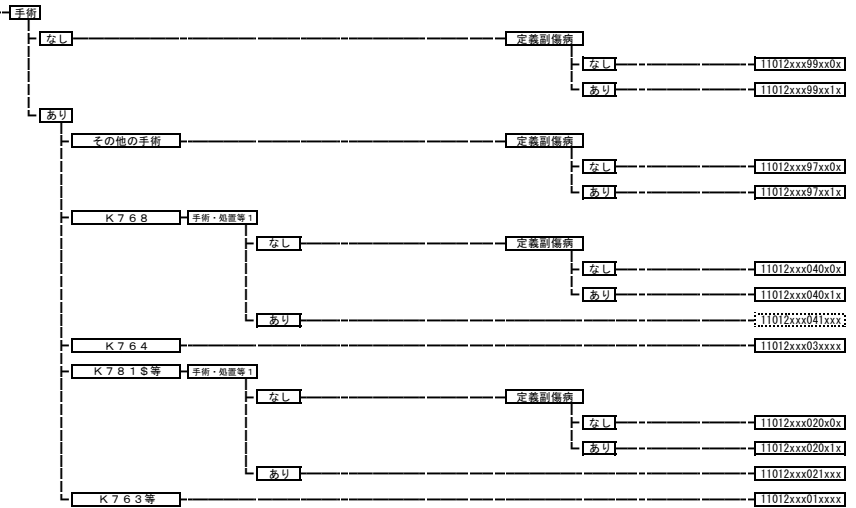 手術
なし 定義副傷病
なし 11012xxx99xx0x
あり 11012xxx99xx1x
あり
その他の手術 定義副傷病
なし 11012xxx97xx0x
あり 11012xxx97xx1x
K768 手術・処置等1
なし 定義副傷病
なし 11012xxx040x0x
あり 11012xxx040x1x
あり 11012xxx041xxx
K764 11012xxx03xxxx
K781$等 手術・処置等1
なし 定義副傷病
なし 11012xxx020x0x
あり 11012xxx020x1x
あり 11012xxx021xxx
K763等 11012xxx01xxxx